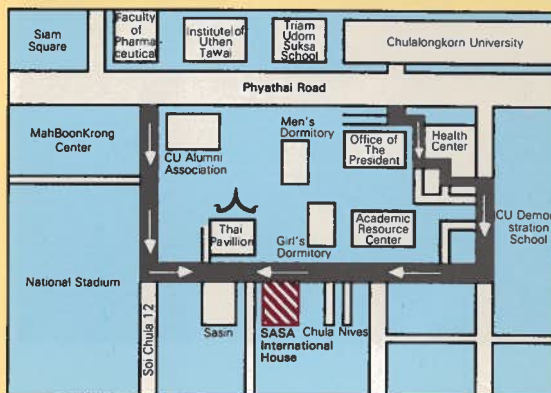 Siam
Square
Faculty
of
Pharma-
ceutical
Institute of
Uthen
Tawai
Triam
Udom
Suksa
School
Chulalongkorn University
Phyathai Road
MahBoonKrong
Center
CU Alumni
Association
Men's
Dormitory
Office of
The
President
Health
Center
Thai
Pavillion
Girl's
Dormitory
Academic
Resource
Center
CU Demon
stration
School
National Stadium
Soi Chula 12
Sasin
SASA
International
House
Chula Nives